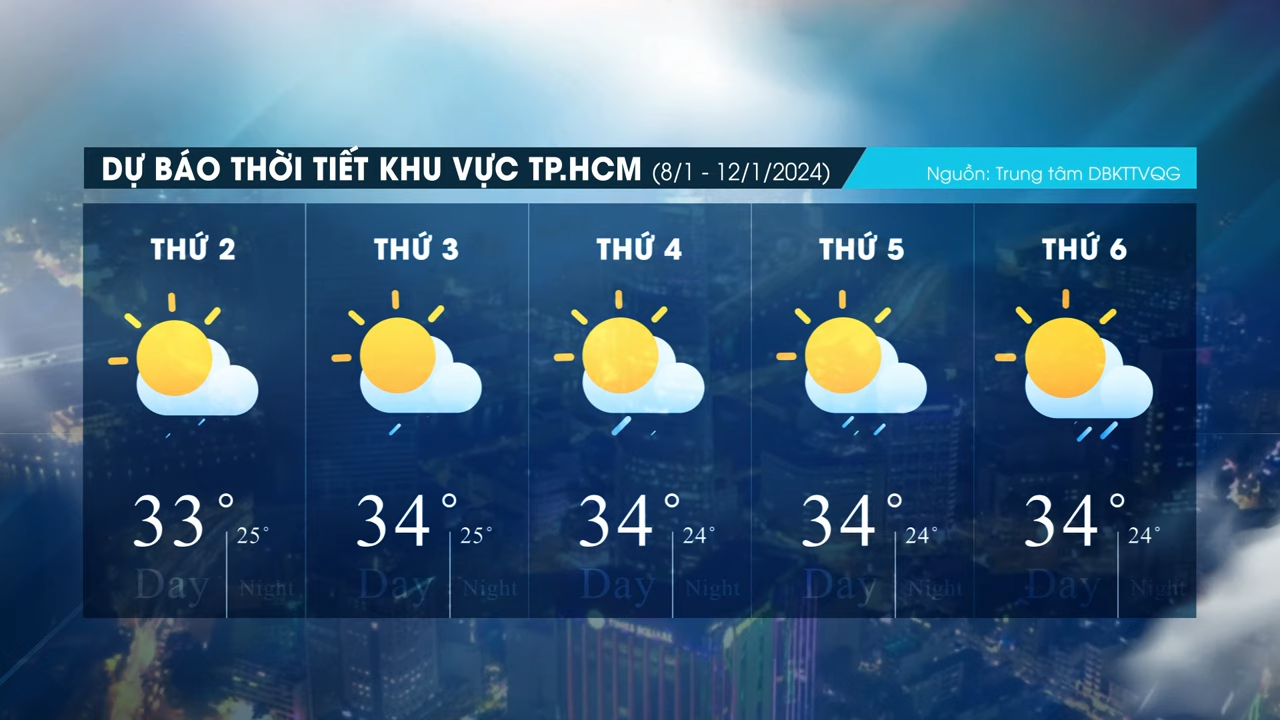 DỰ BÁO THỜI TIẾT KHU VỰC TP.HCM (8/1 - 12/1/2024)
Nguồn: Trung tâm DBKTTVQG
THỨ 2
33°
25°
Day
Night
THỨ 3
34°
25°
Day
Night
THỨ 4
34°
24°
Day
Night
THỨ 5
34°
24°
Day
Night
THỨ 6
34°
24°
Day
Night